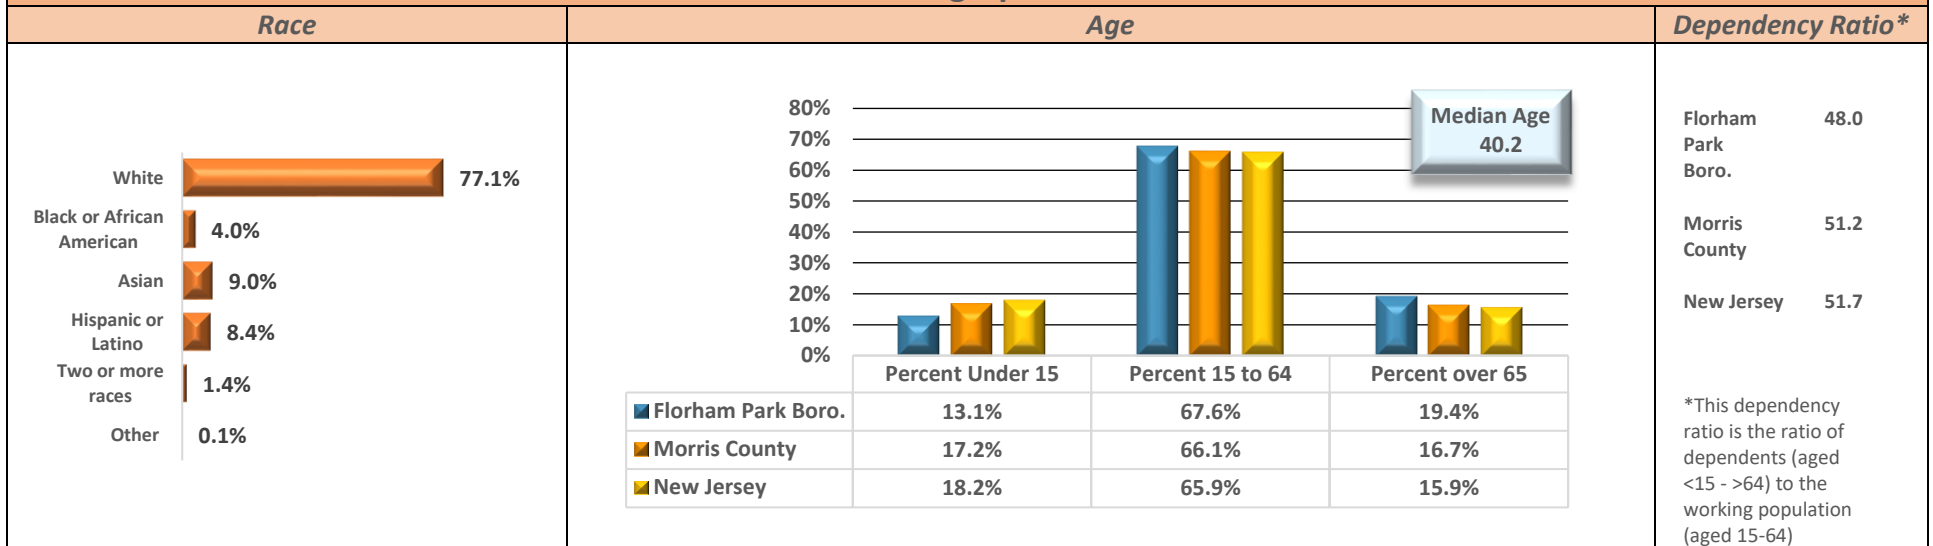 Race
Age
Dependency Ratio*
White
77.1%
Black or African
American
4.0%
Asian
9.0%
Hispanic or
Latino
8.4%
Two or more
races
1.4%
Other
0.1%
80%
70%
60%
50%
40%
30%
20%
10%
0%
Median Age
40.2
Percent Under 15 Percent 15 to 64 Percent over 65
Florham Park Boro. 13.1% 67.6% 19.4%
Morris County 17.2% 66.1% 16.7%
New Jersey 18.2% 65.9% 15.9%
Florham 48.0
Park
Boro.
Morris 51.2
County
New Jersey 51.7
*This dependency
ratio is the ratio of
dependents (aged
<15 - >64) to the
working population
(aged 15-64)